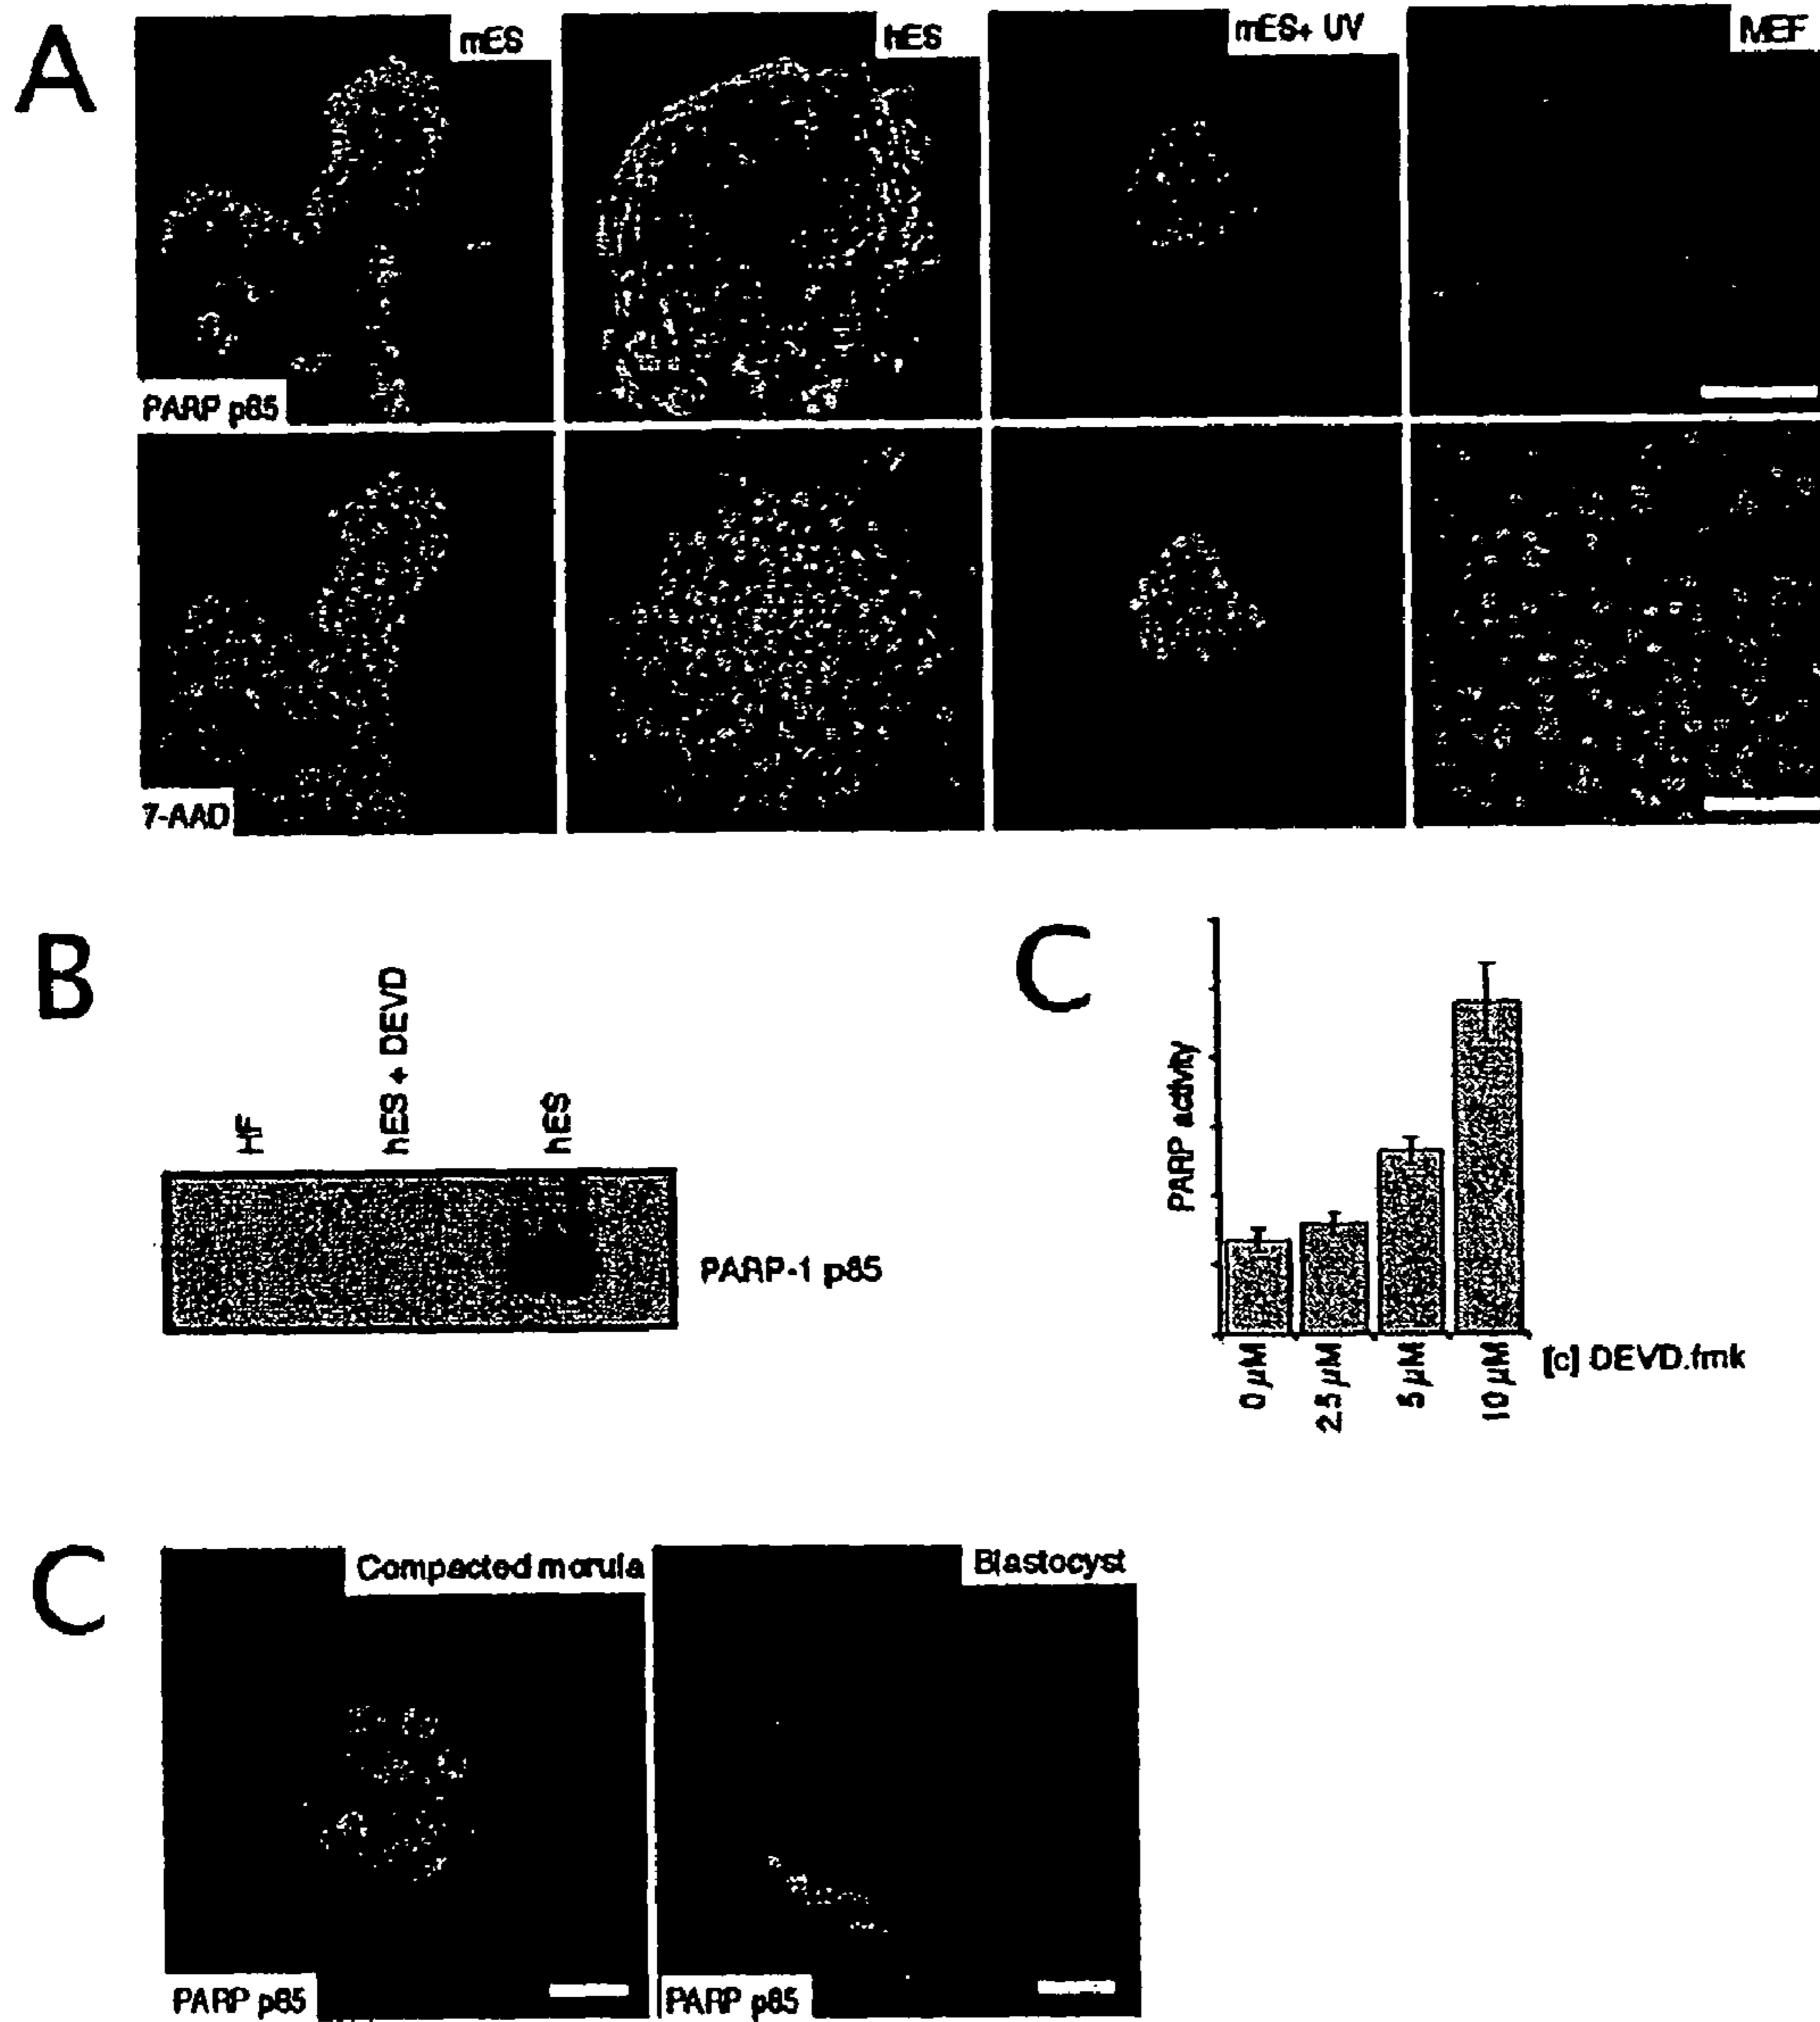 A
mES
hES
mES+ UV
MEF
PARP p85
7-AAD
B
HF
hES + DEVD
hES
PARP-1 p85
C
PARP activity
0 µM
2.5 µM
5 µM
10 µM
[c] DEVD.fmk
C
Compacted morula
Blastocyst
PARP p85
PARP p85